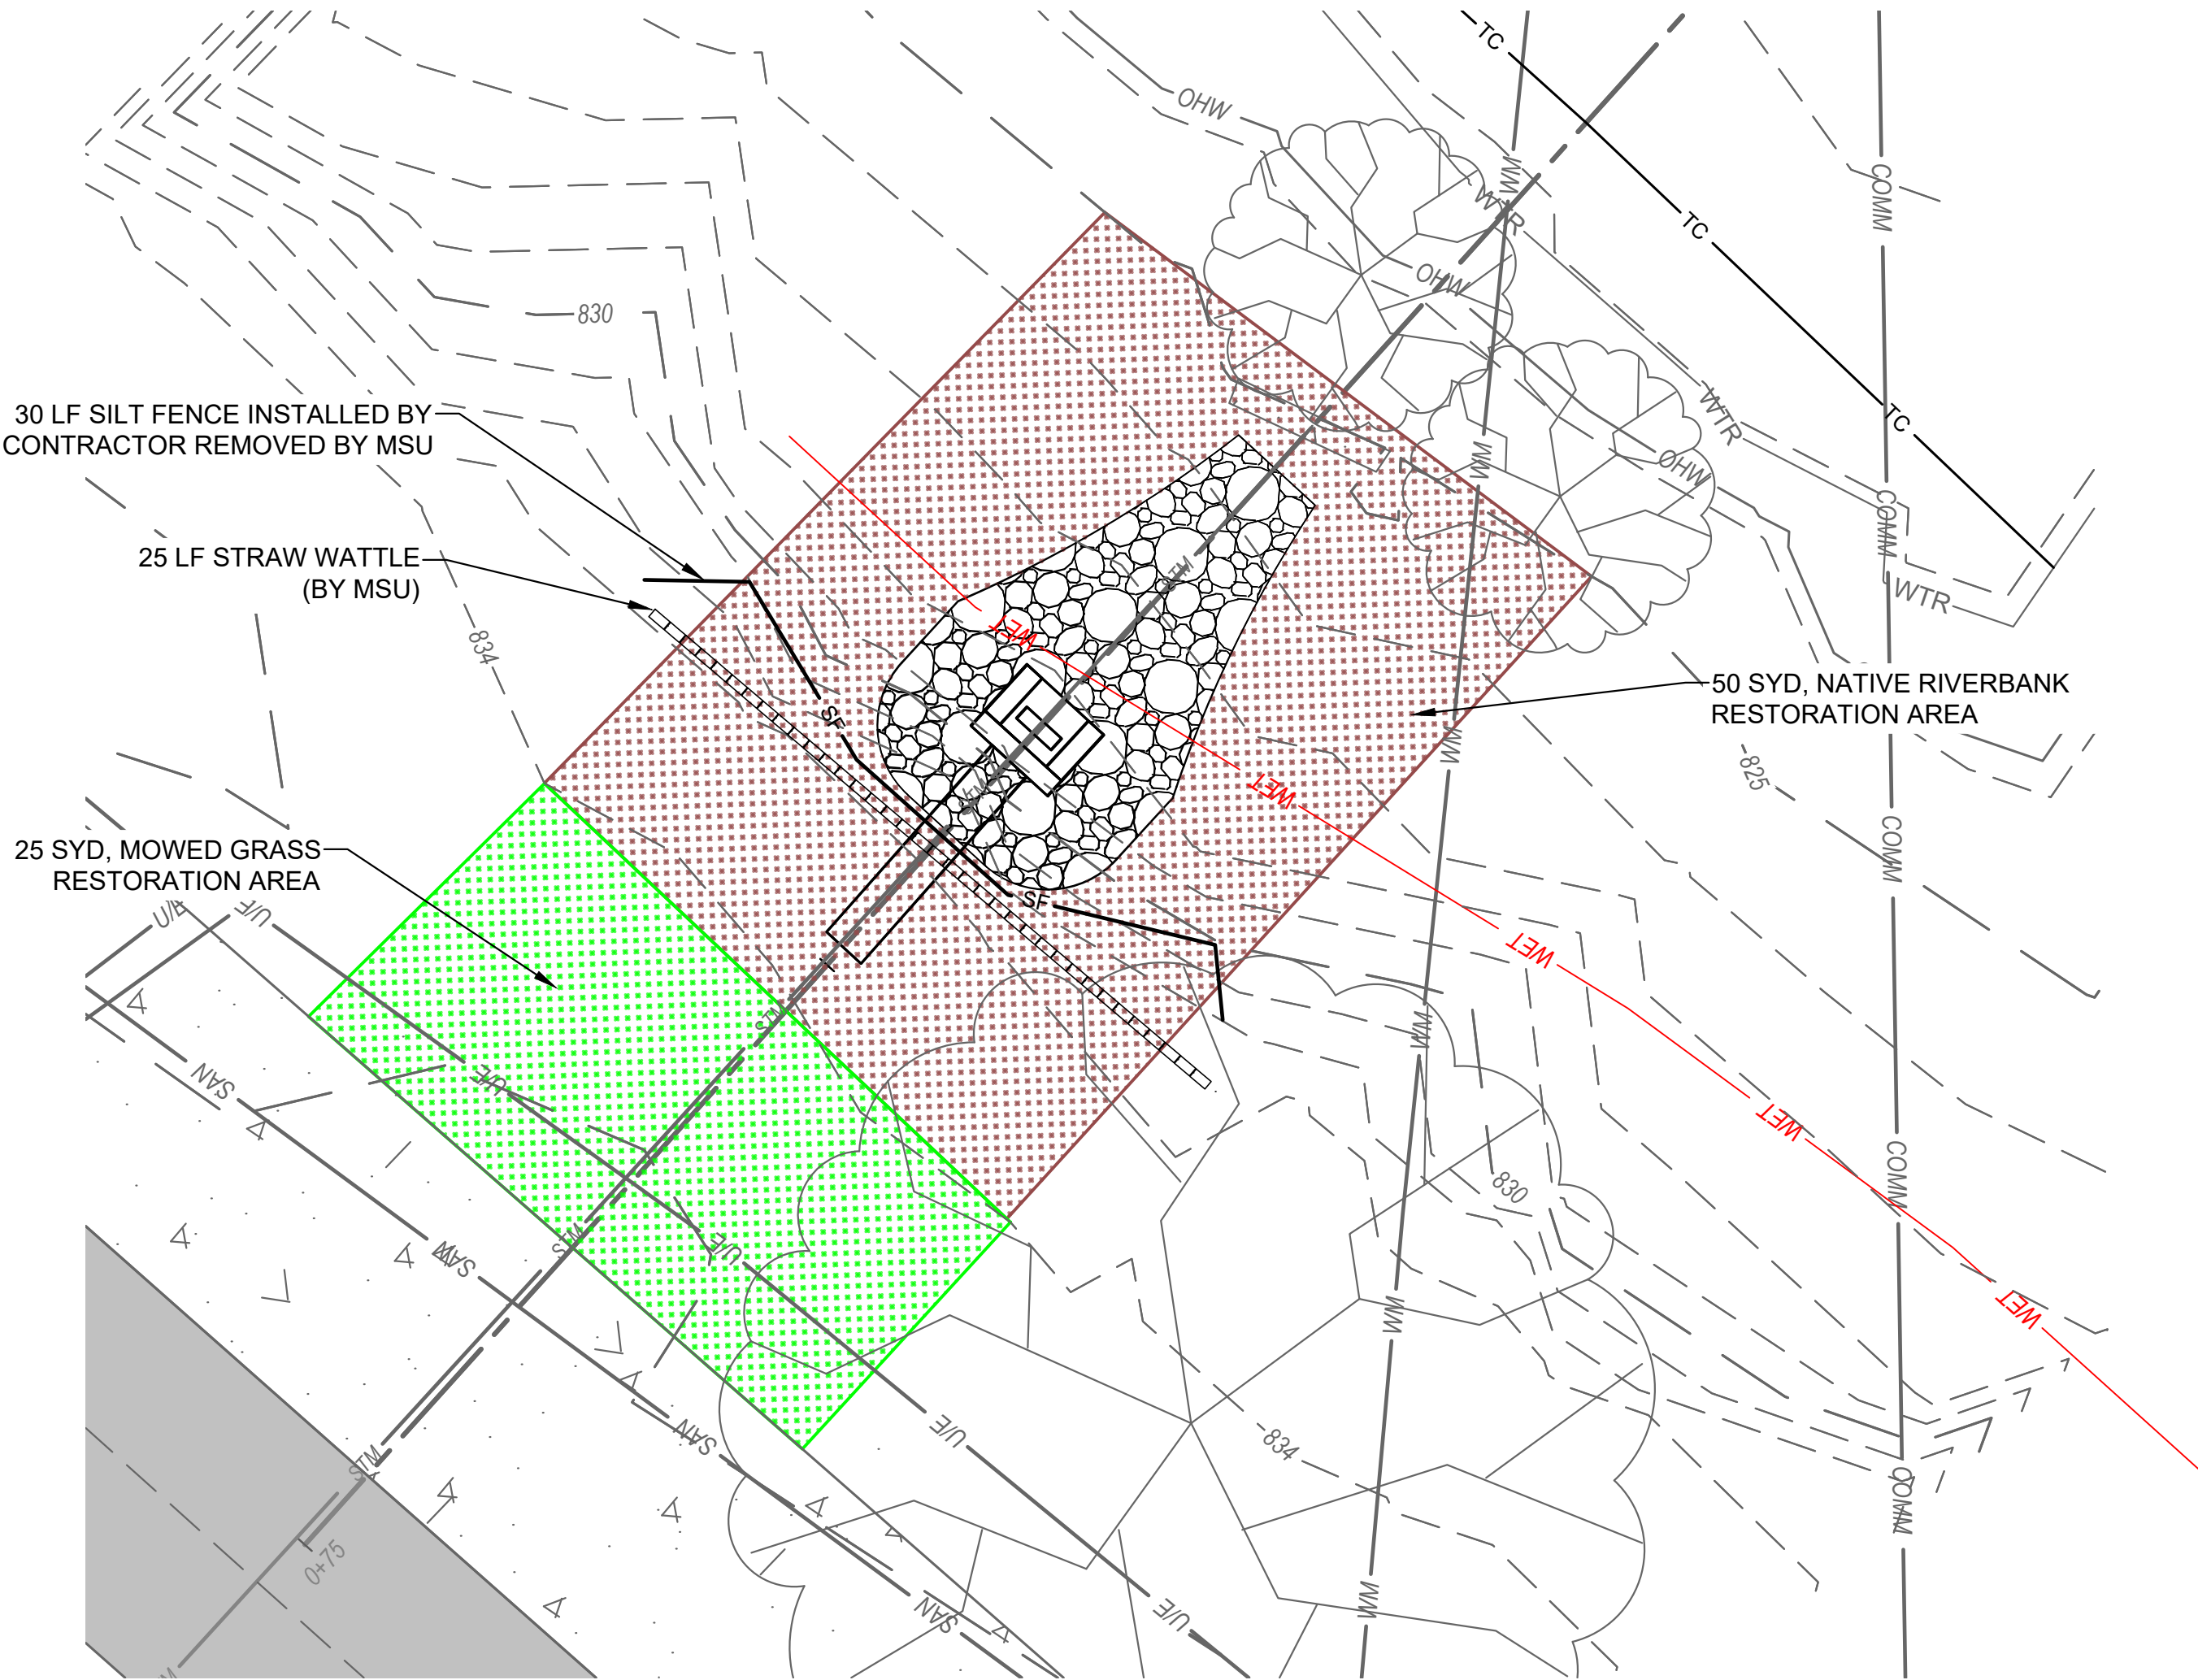 TC
OHW
WM
WTR
COMM
TC
OHW
830
30 LF SILT FENCE INSTALLED BY
CONTRACTOR REMOVED BY MSU
TC
WTR
WM
OHW
COMM
25 LF STRAW WATTLE
(BY MSU)
STM
WTR
WET
834
50 SYD, NATIVE RIVERBANK
RESTORATION AREA
SF
WM
825
WET
STM
25 SYD, MOWED GRASS
RESTORATION AREA
COMM
SF
U/E
U/E
WET
STM
WM
SAN
U/E
WET
COMM
830
STM
U/E
SAN
WET
WM
U/E
SAN
834
STM
COMM
0+75
WM
U/E
SAN